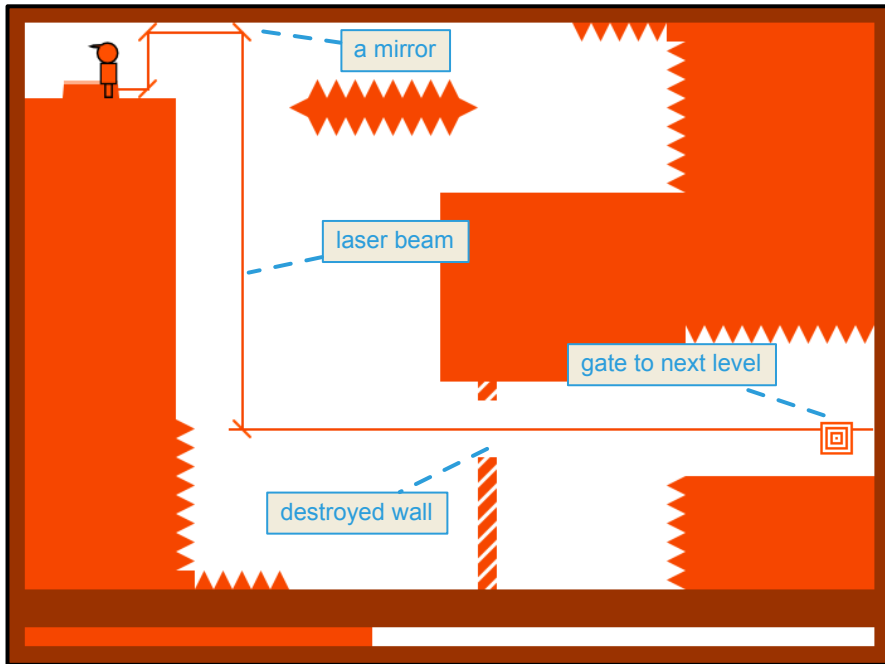 a mirror
laser beam
gate to next level
destroyed wall